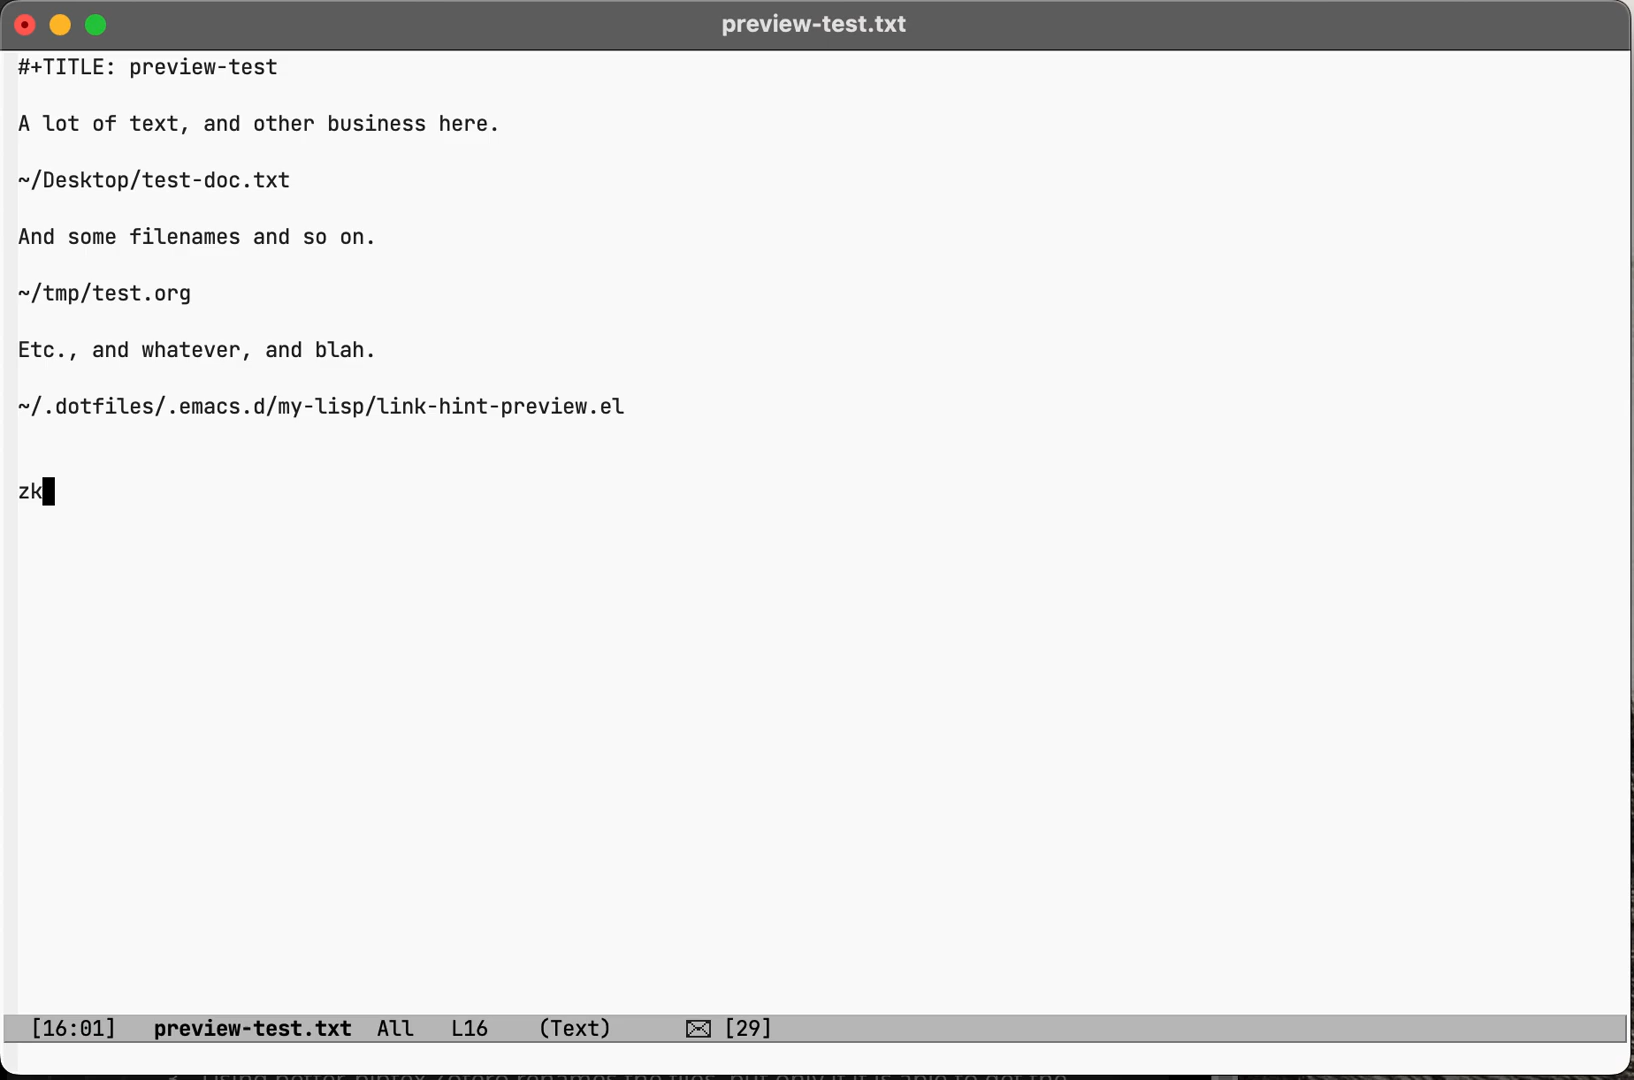 preview-test.txt
#+TITLE: preview-test
A lot of text, and other business here.
~/Desktop/test-doc.txt
And some filenames and so on.
~/tmp/test.org
Etc., and whatever, and blah.
~/.dotfiles/.emacs.d/my-lisp/link-hint-preview.el
zk
[16:01] preview-test.txt All L16 (Text) [29]